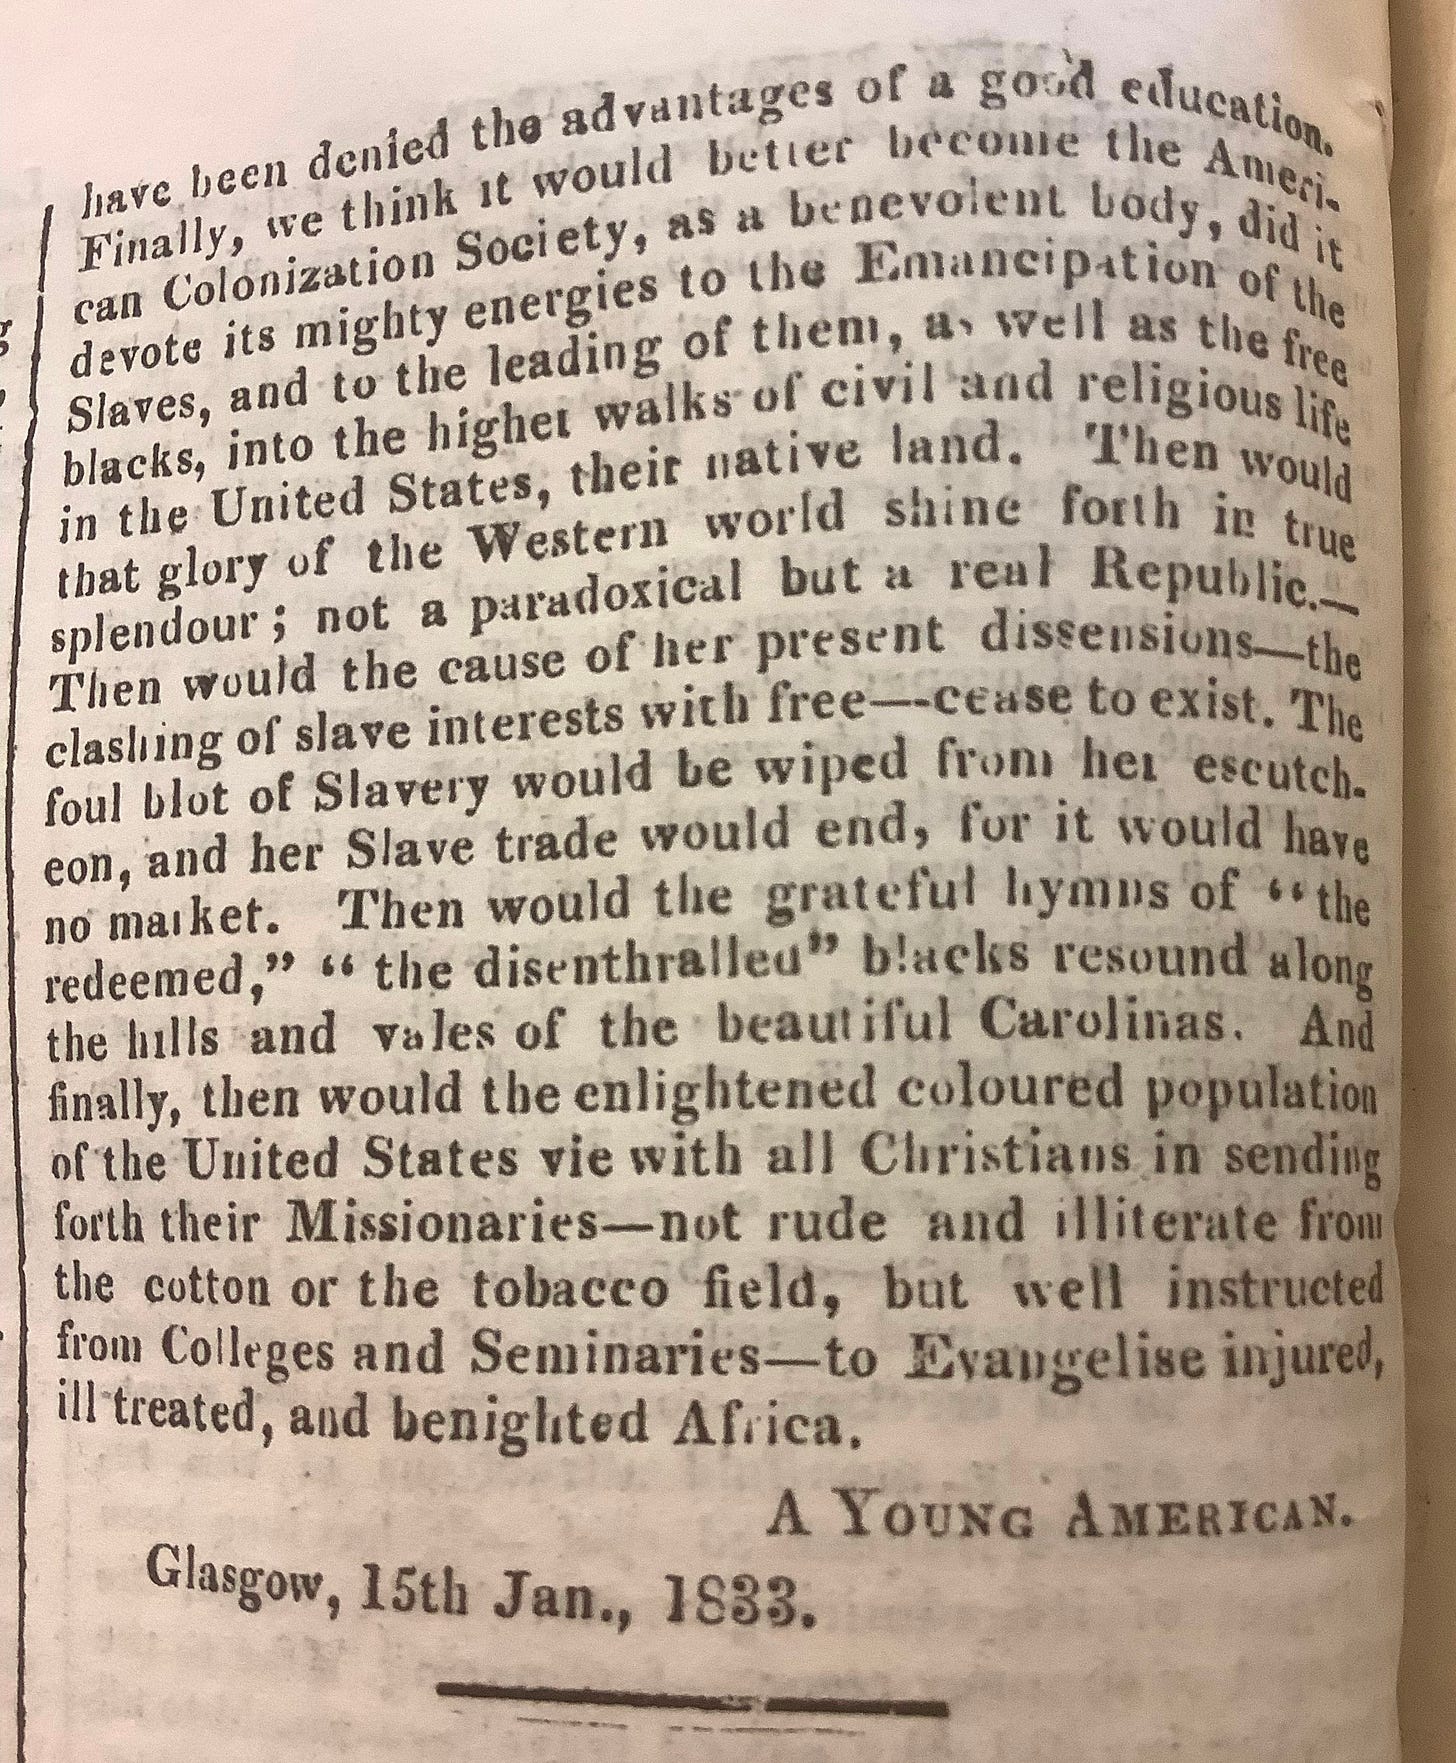 have been denied the advantages of a good education.
Finally, we think it would better become the Ameri-
can Colonization Society, as a benevolent body, did it
devote its mighty energies to the Emancipation of the
Slaves, and to the leading of them, as well as the free
blacks, into the higher walks of civil and religious life
in the United States, their native land. Then would
that glory of the Western world shine forth in true
splendour; not a paradoxical but a real Republic.—
Then would the cause of her present dissensions—the
clashing of slave interests with free—cease to exist. The
foul blot of Slavery would be wiped from her escutch-
eon, and her Slave trade would end, for it would have
no market. Then would the grateful hymns of “the
redeemed,” “the disenthralled” blacks resound along
the hills and vales of the beautiful Carolinas. And
finally, then would the enlightened coloured population
of the United States vie with all Christians in sending
forth their Missionaries—not rude and illiterate from
the cotton or the tobacco field, but well instructed
from Colleges and Seminaries—to Evangelise injured,
ill treated, and benighted Africa.
A YOUNG AMERICAN.
Glasgow, 15th Jan., 1833.